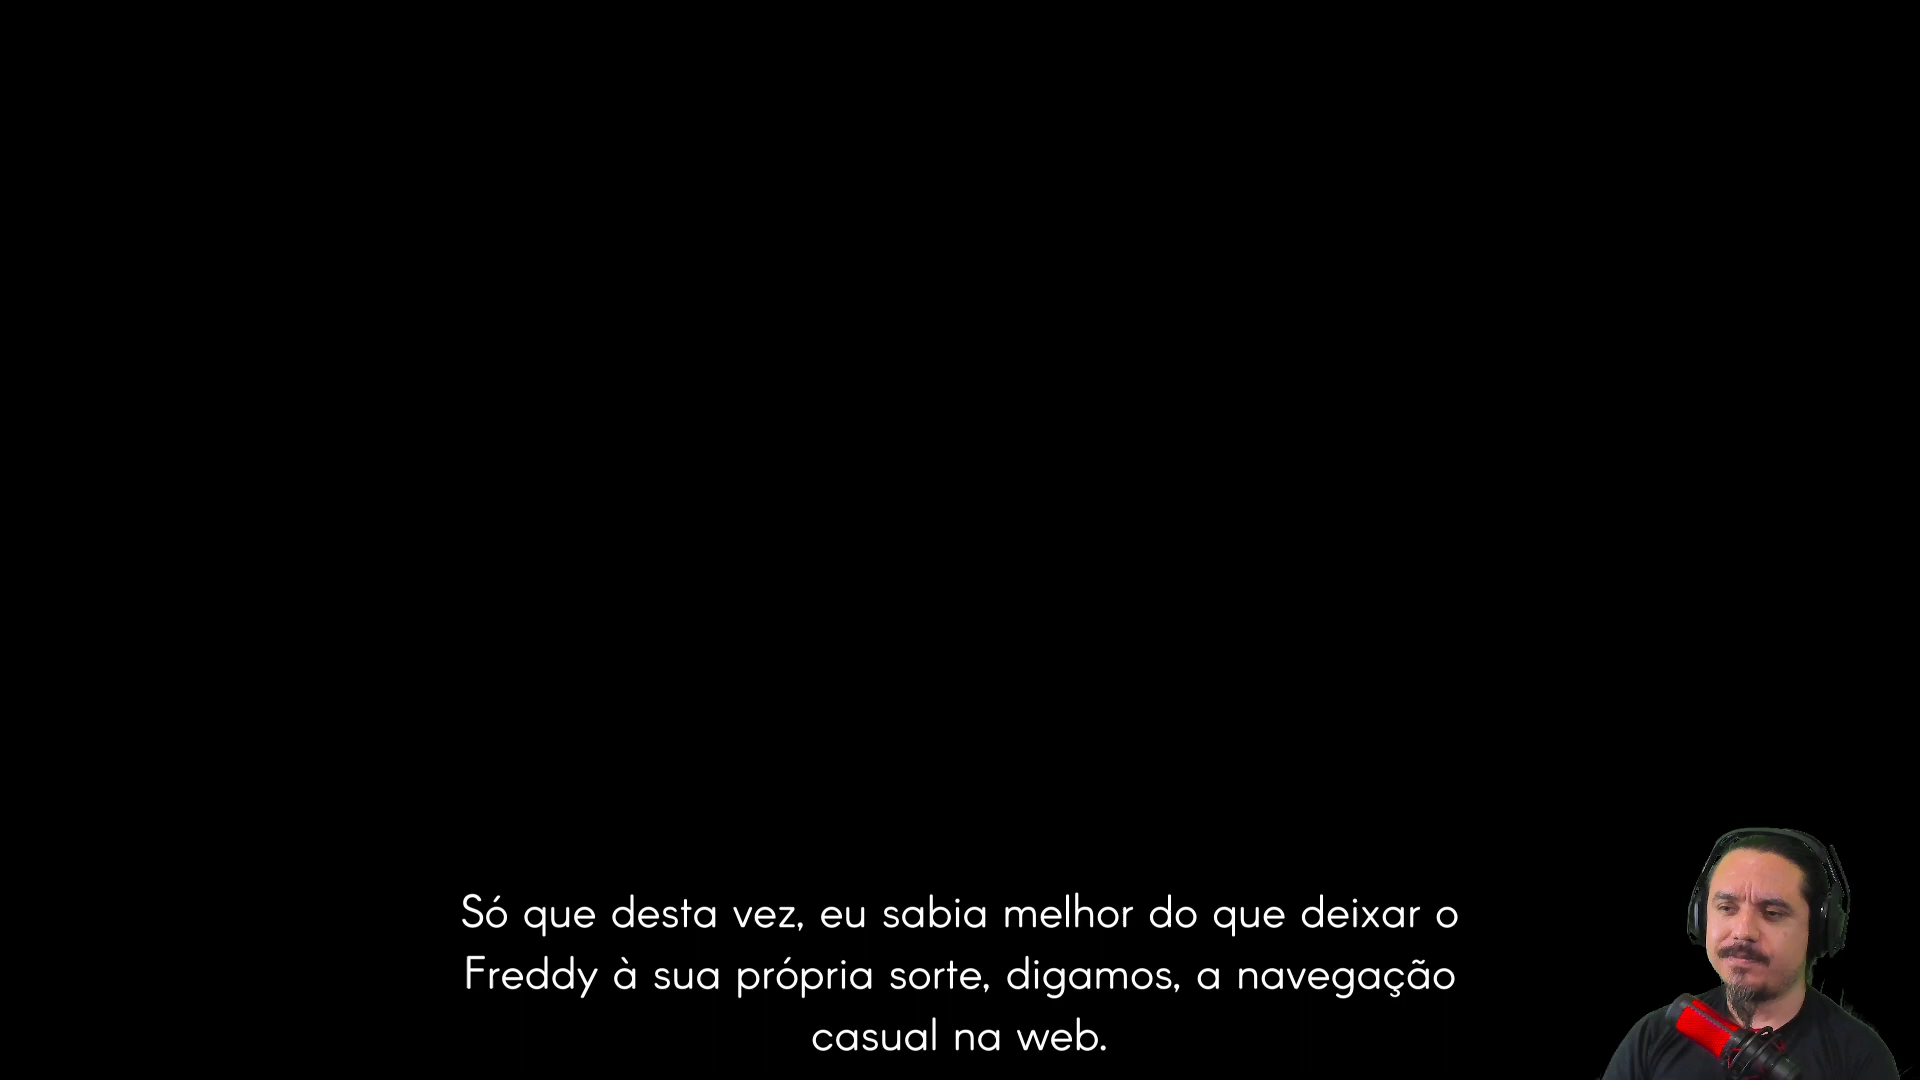 Só que desta vez, eu sabia melhor do que deixar o
Freddy à sua própria sorte, digamos, a navegação
casual na web.